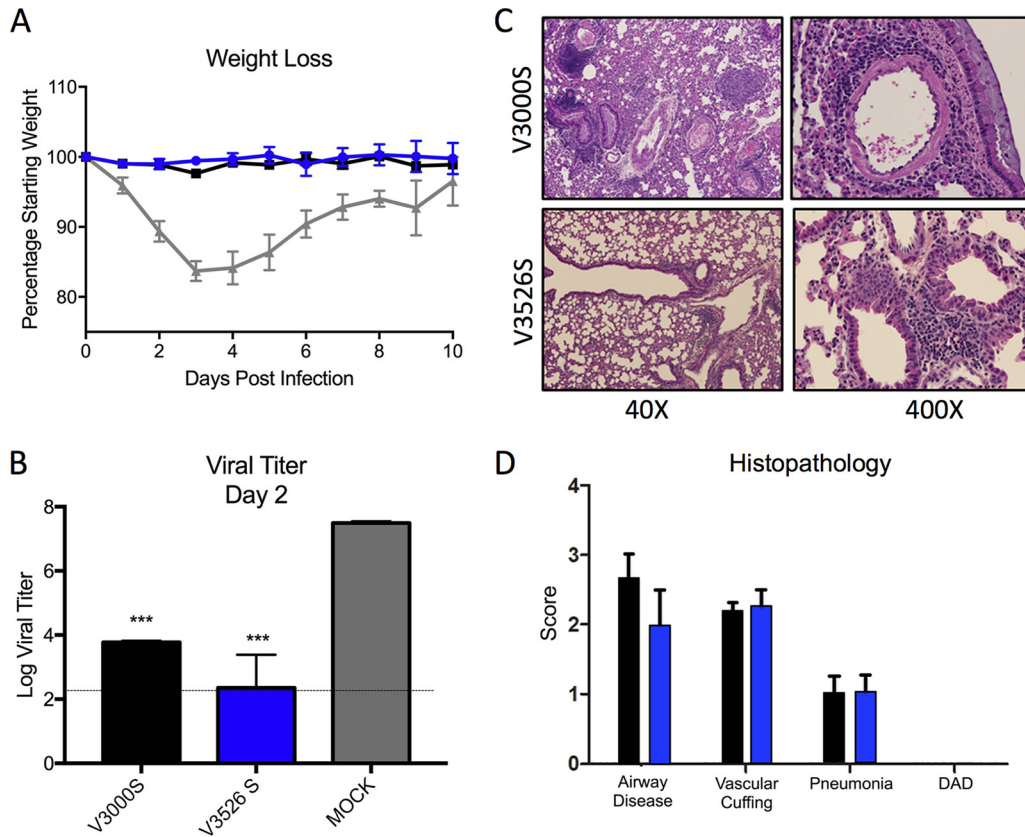 A
Weight Loss
110
100
90
80
Percentage Starting Weight
0 2 4 6 8 10
Days Post Infection
C
V3000S
V3526S
40X 400X
B
Viral Titer
Day 2
8
6
4
2
0
Log Viral Titer
*** ***
V3000S V3526 S MOCK
D
Histopathology
4
3
2
1
0
Score
Airway Vascular Pneumonia DAD
Disease Cuffing